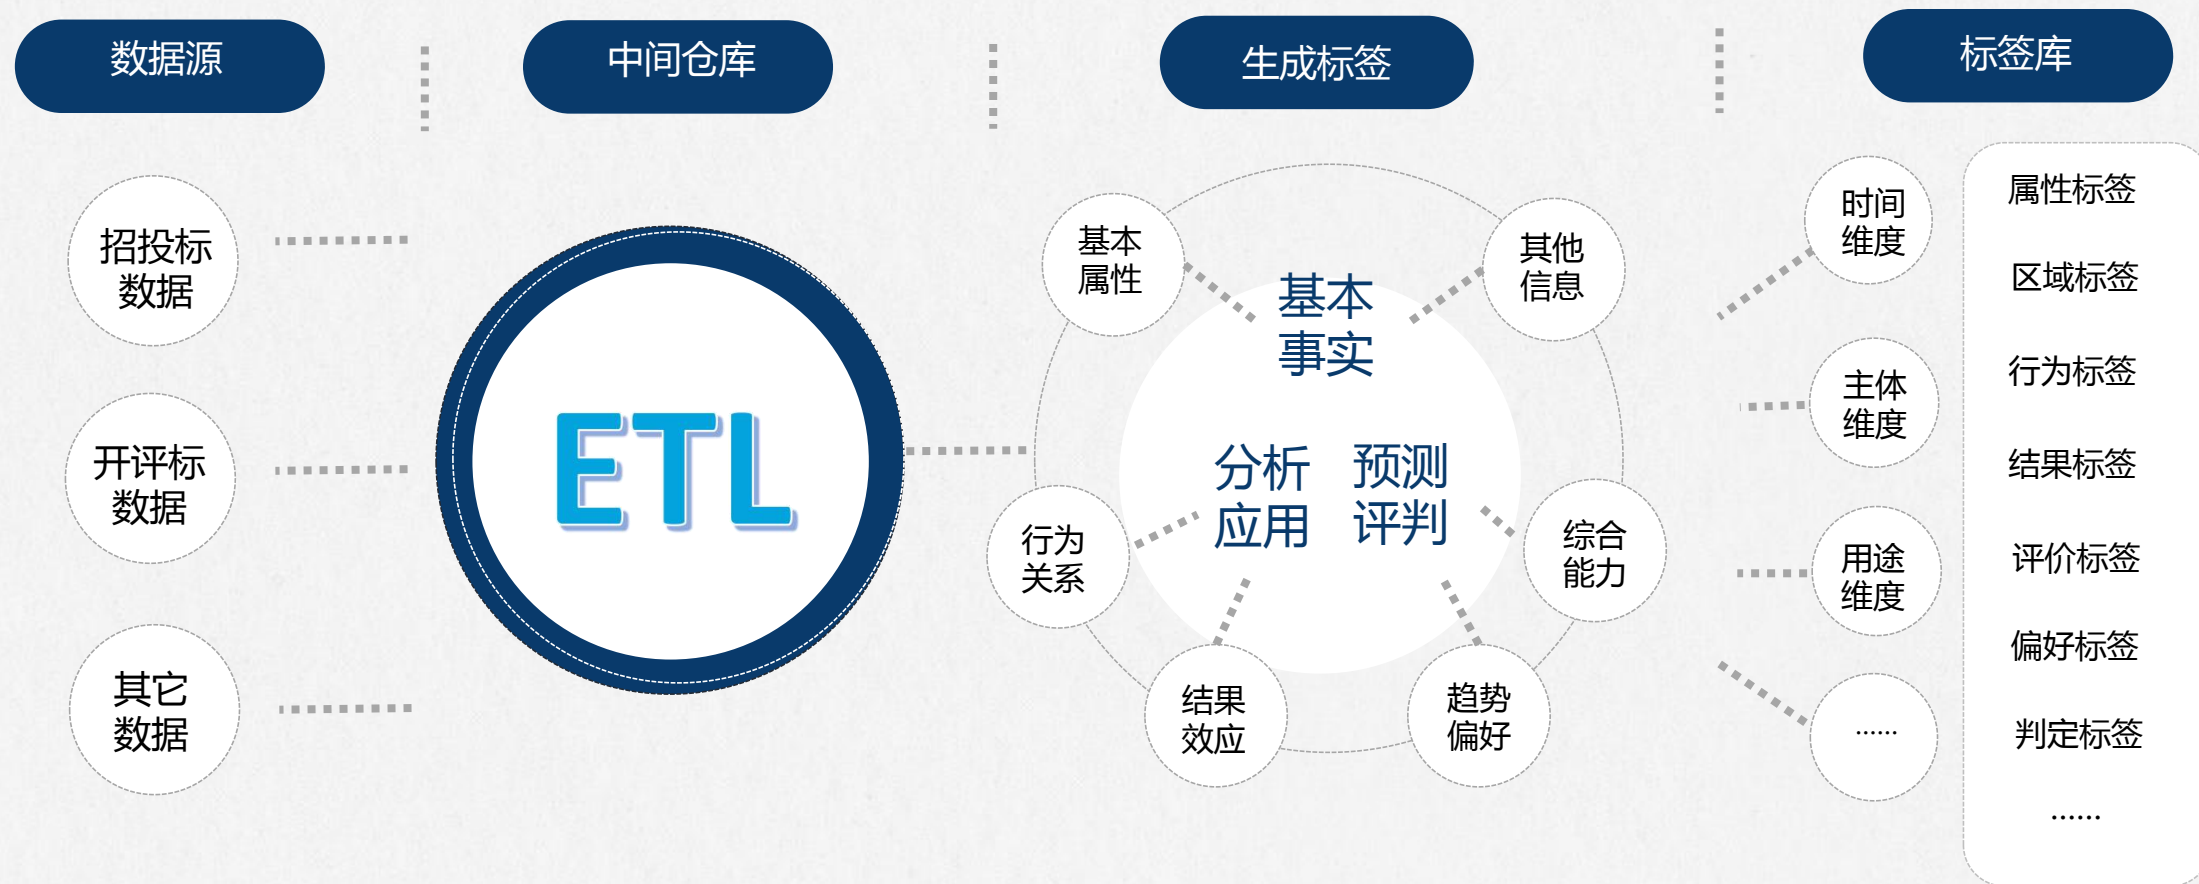 数据源
中间仓库
生成标签
标签库
招投标
数据
开评标
数据
其它
数据
ETL
基本
属性
其他
信息
基本
事实
分析
应用
预测
评判
行为
关系
综合
能力
结果
效应
趋势
偏好
时间
维度
主体
维度
用途
维度
……
属性标签
区域标签
行为标签
结果标签
评价标签
偏好标签
判定标签
……